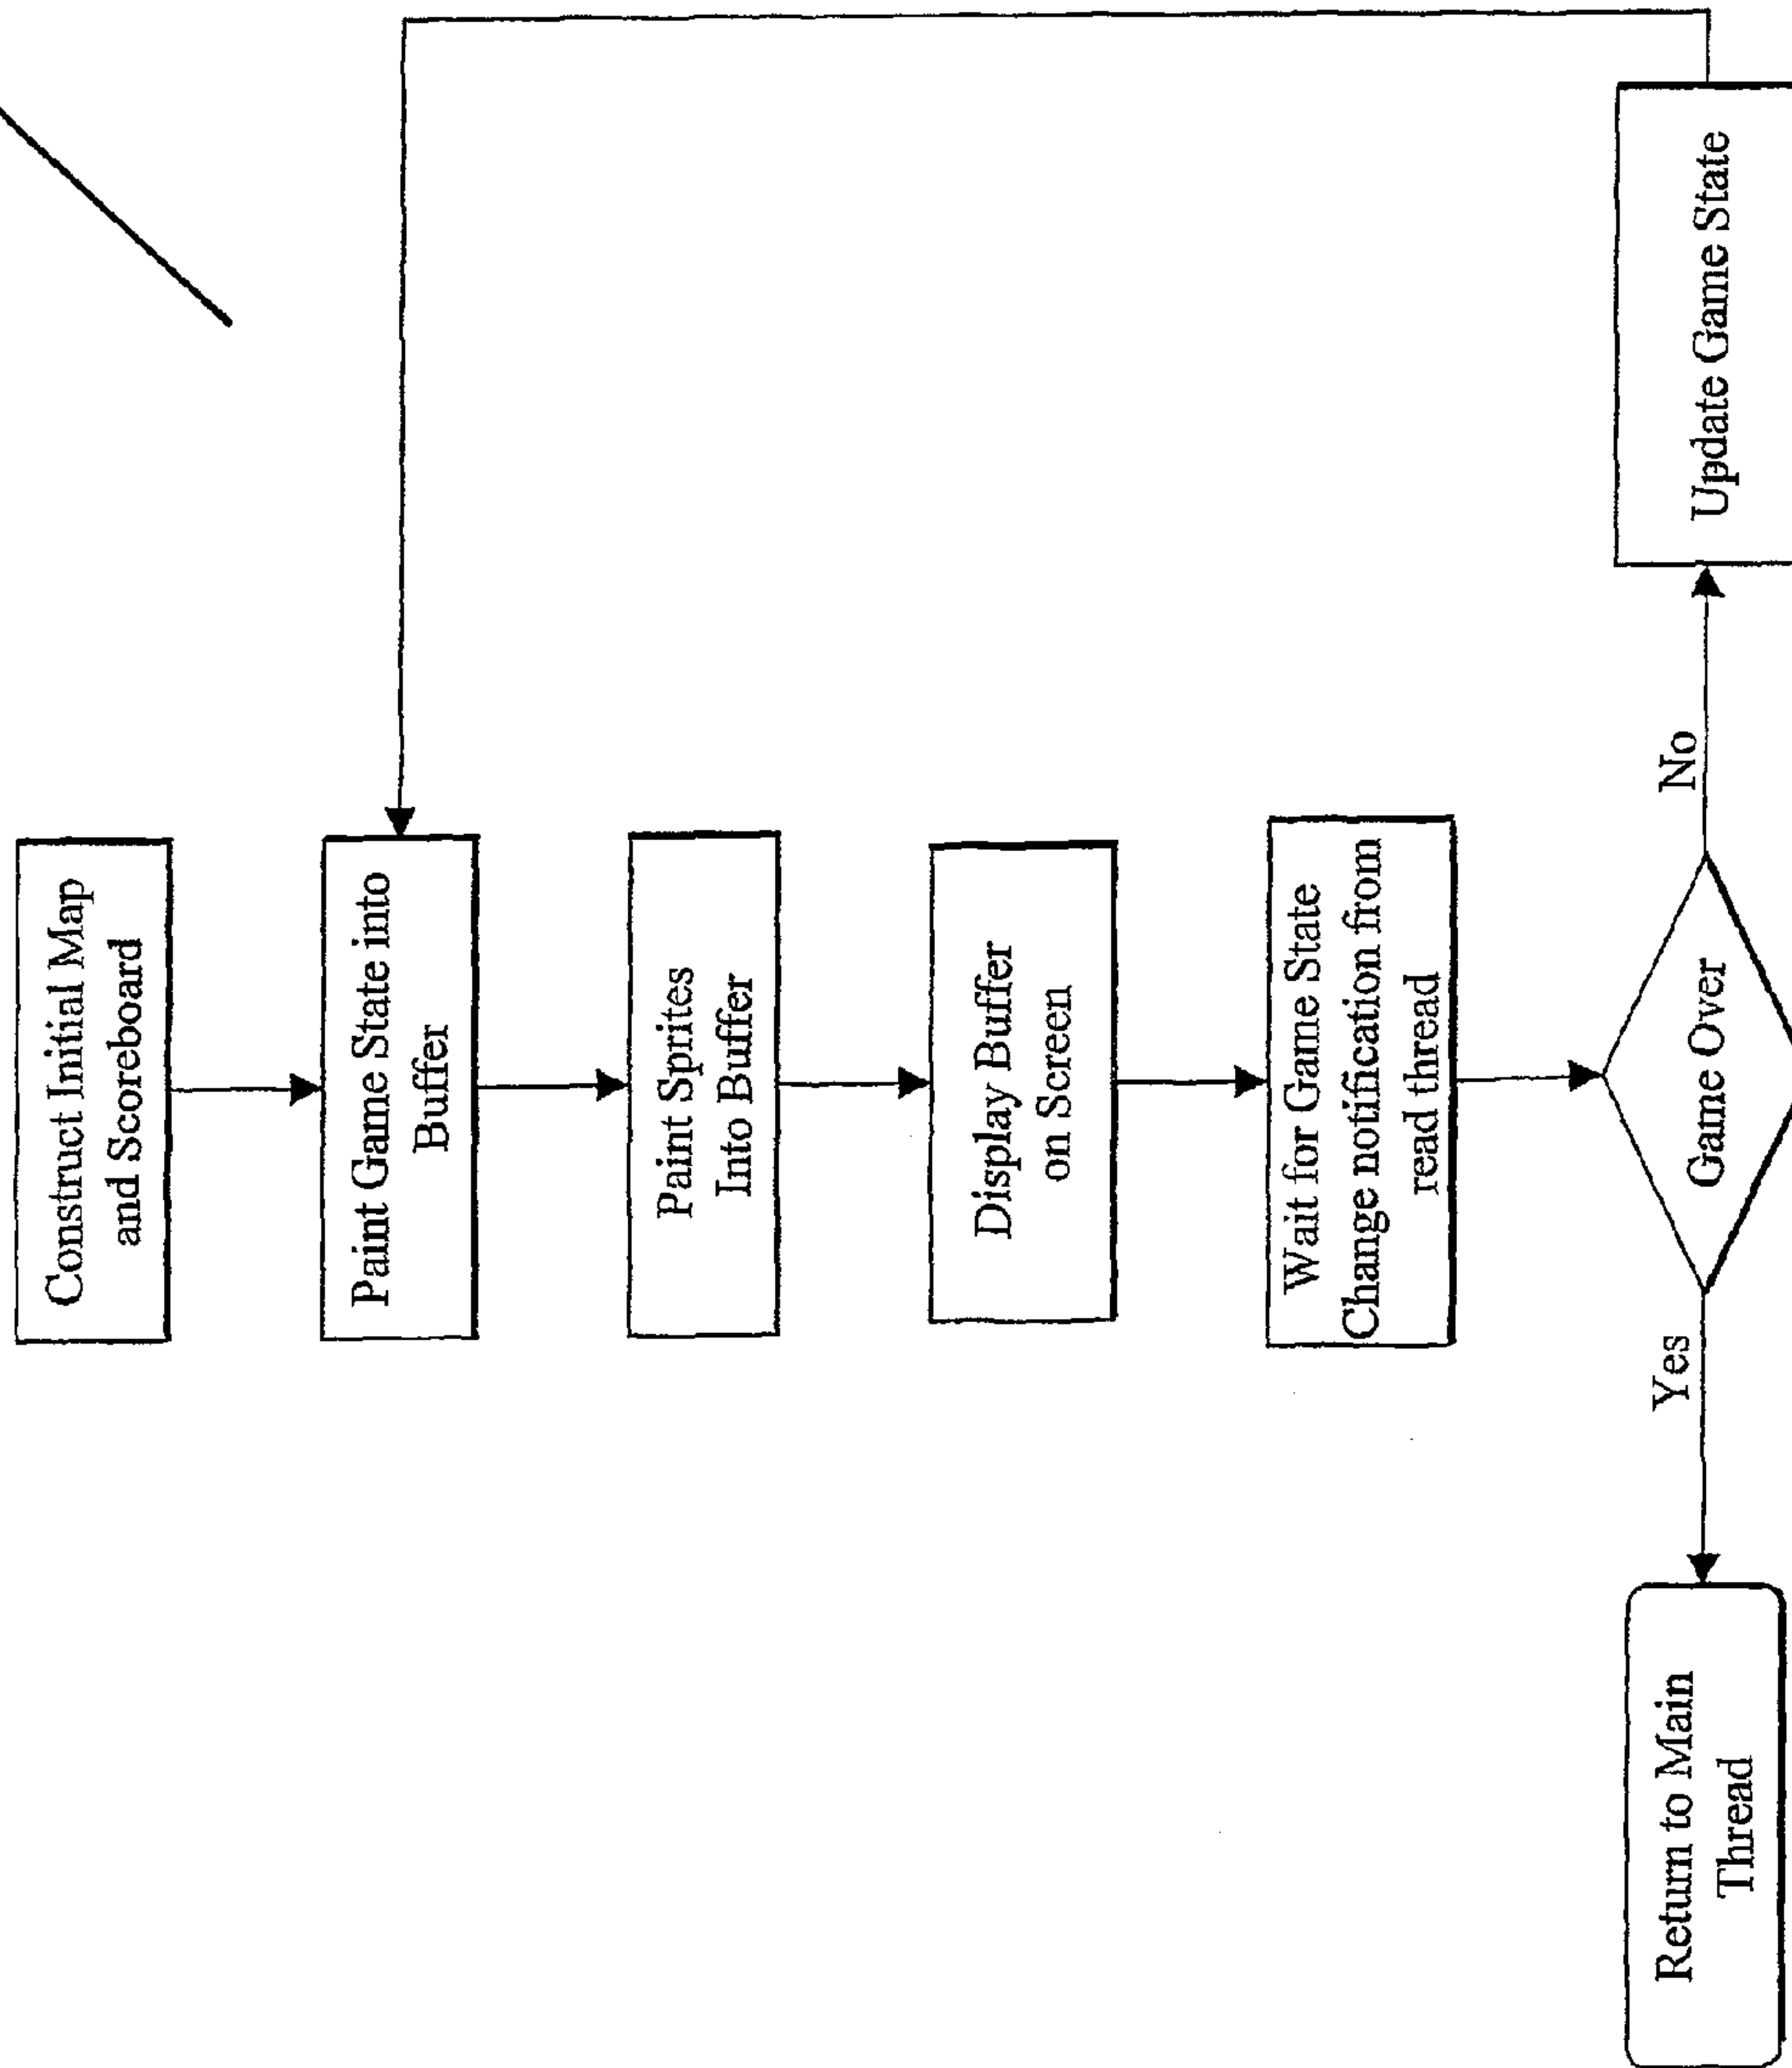 Construct Initial Map
and Scoreboard
Paint Game State into
Buffer
Paint Sprites
Into Buffer
Display Buffer
on Screen
Wait for Game State
Change notification from
read thread
Game Over
Yes
No
Return to Main
Thread
Update Game State